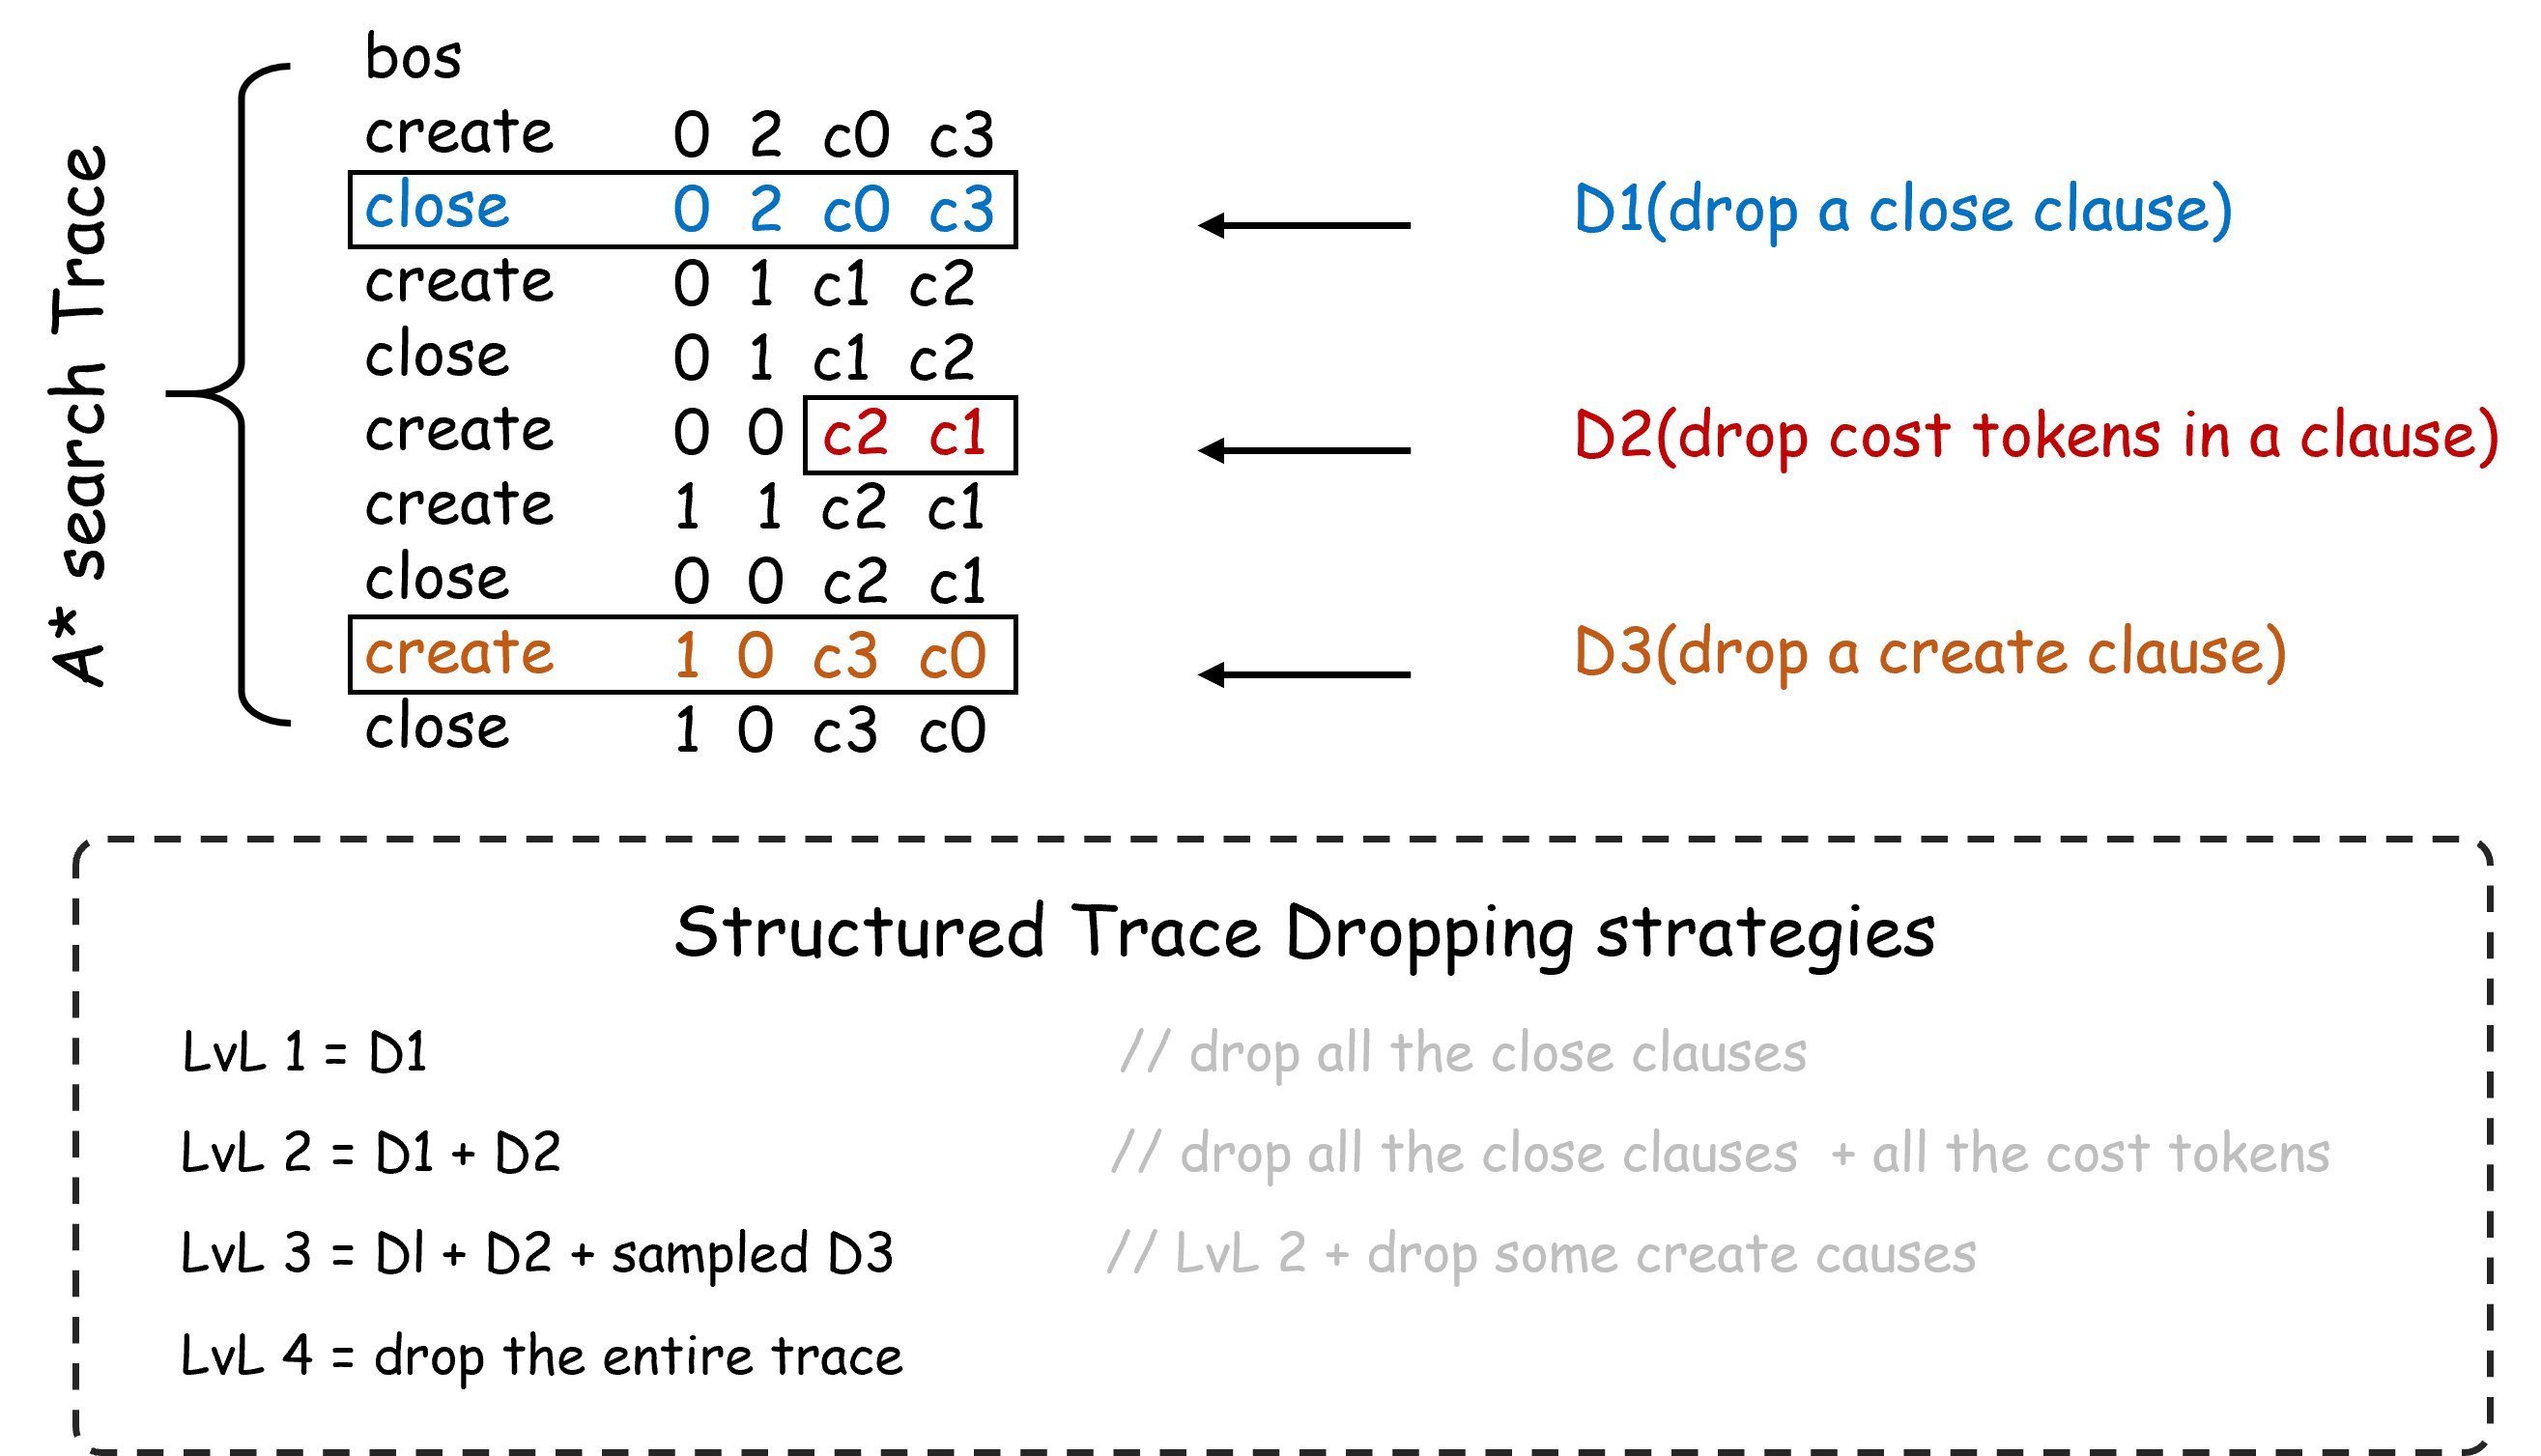 A* search Trace
bos
create 0 2 c0 c3
close 0 2 c0 c3
D1(drop a close clause)
create 0 1 c1 c2
close 0 1 c1 c2
create 0 0 c2 c1
D2(drop cost tokens in a clause)
create 1 1 c2 c1
close 0 0 c2 c1
create 1 0 c3 c0
D3(drop a create clause)
close 1 0 c3 c0
Structured Trace Dropping strategies
LvL 1 = D1 // drop all the close clauses
LvL 2 = D1 + D2 // drop all the close clauses + all the cost tokens
LvL 3 = Dl + D2 + sampled D3 // LvL 2 + drop some create causes
LvL 4 = drop the entire trace